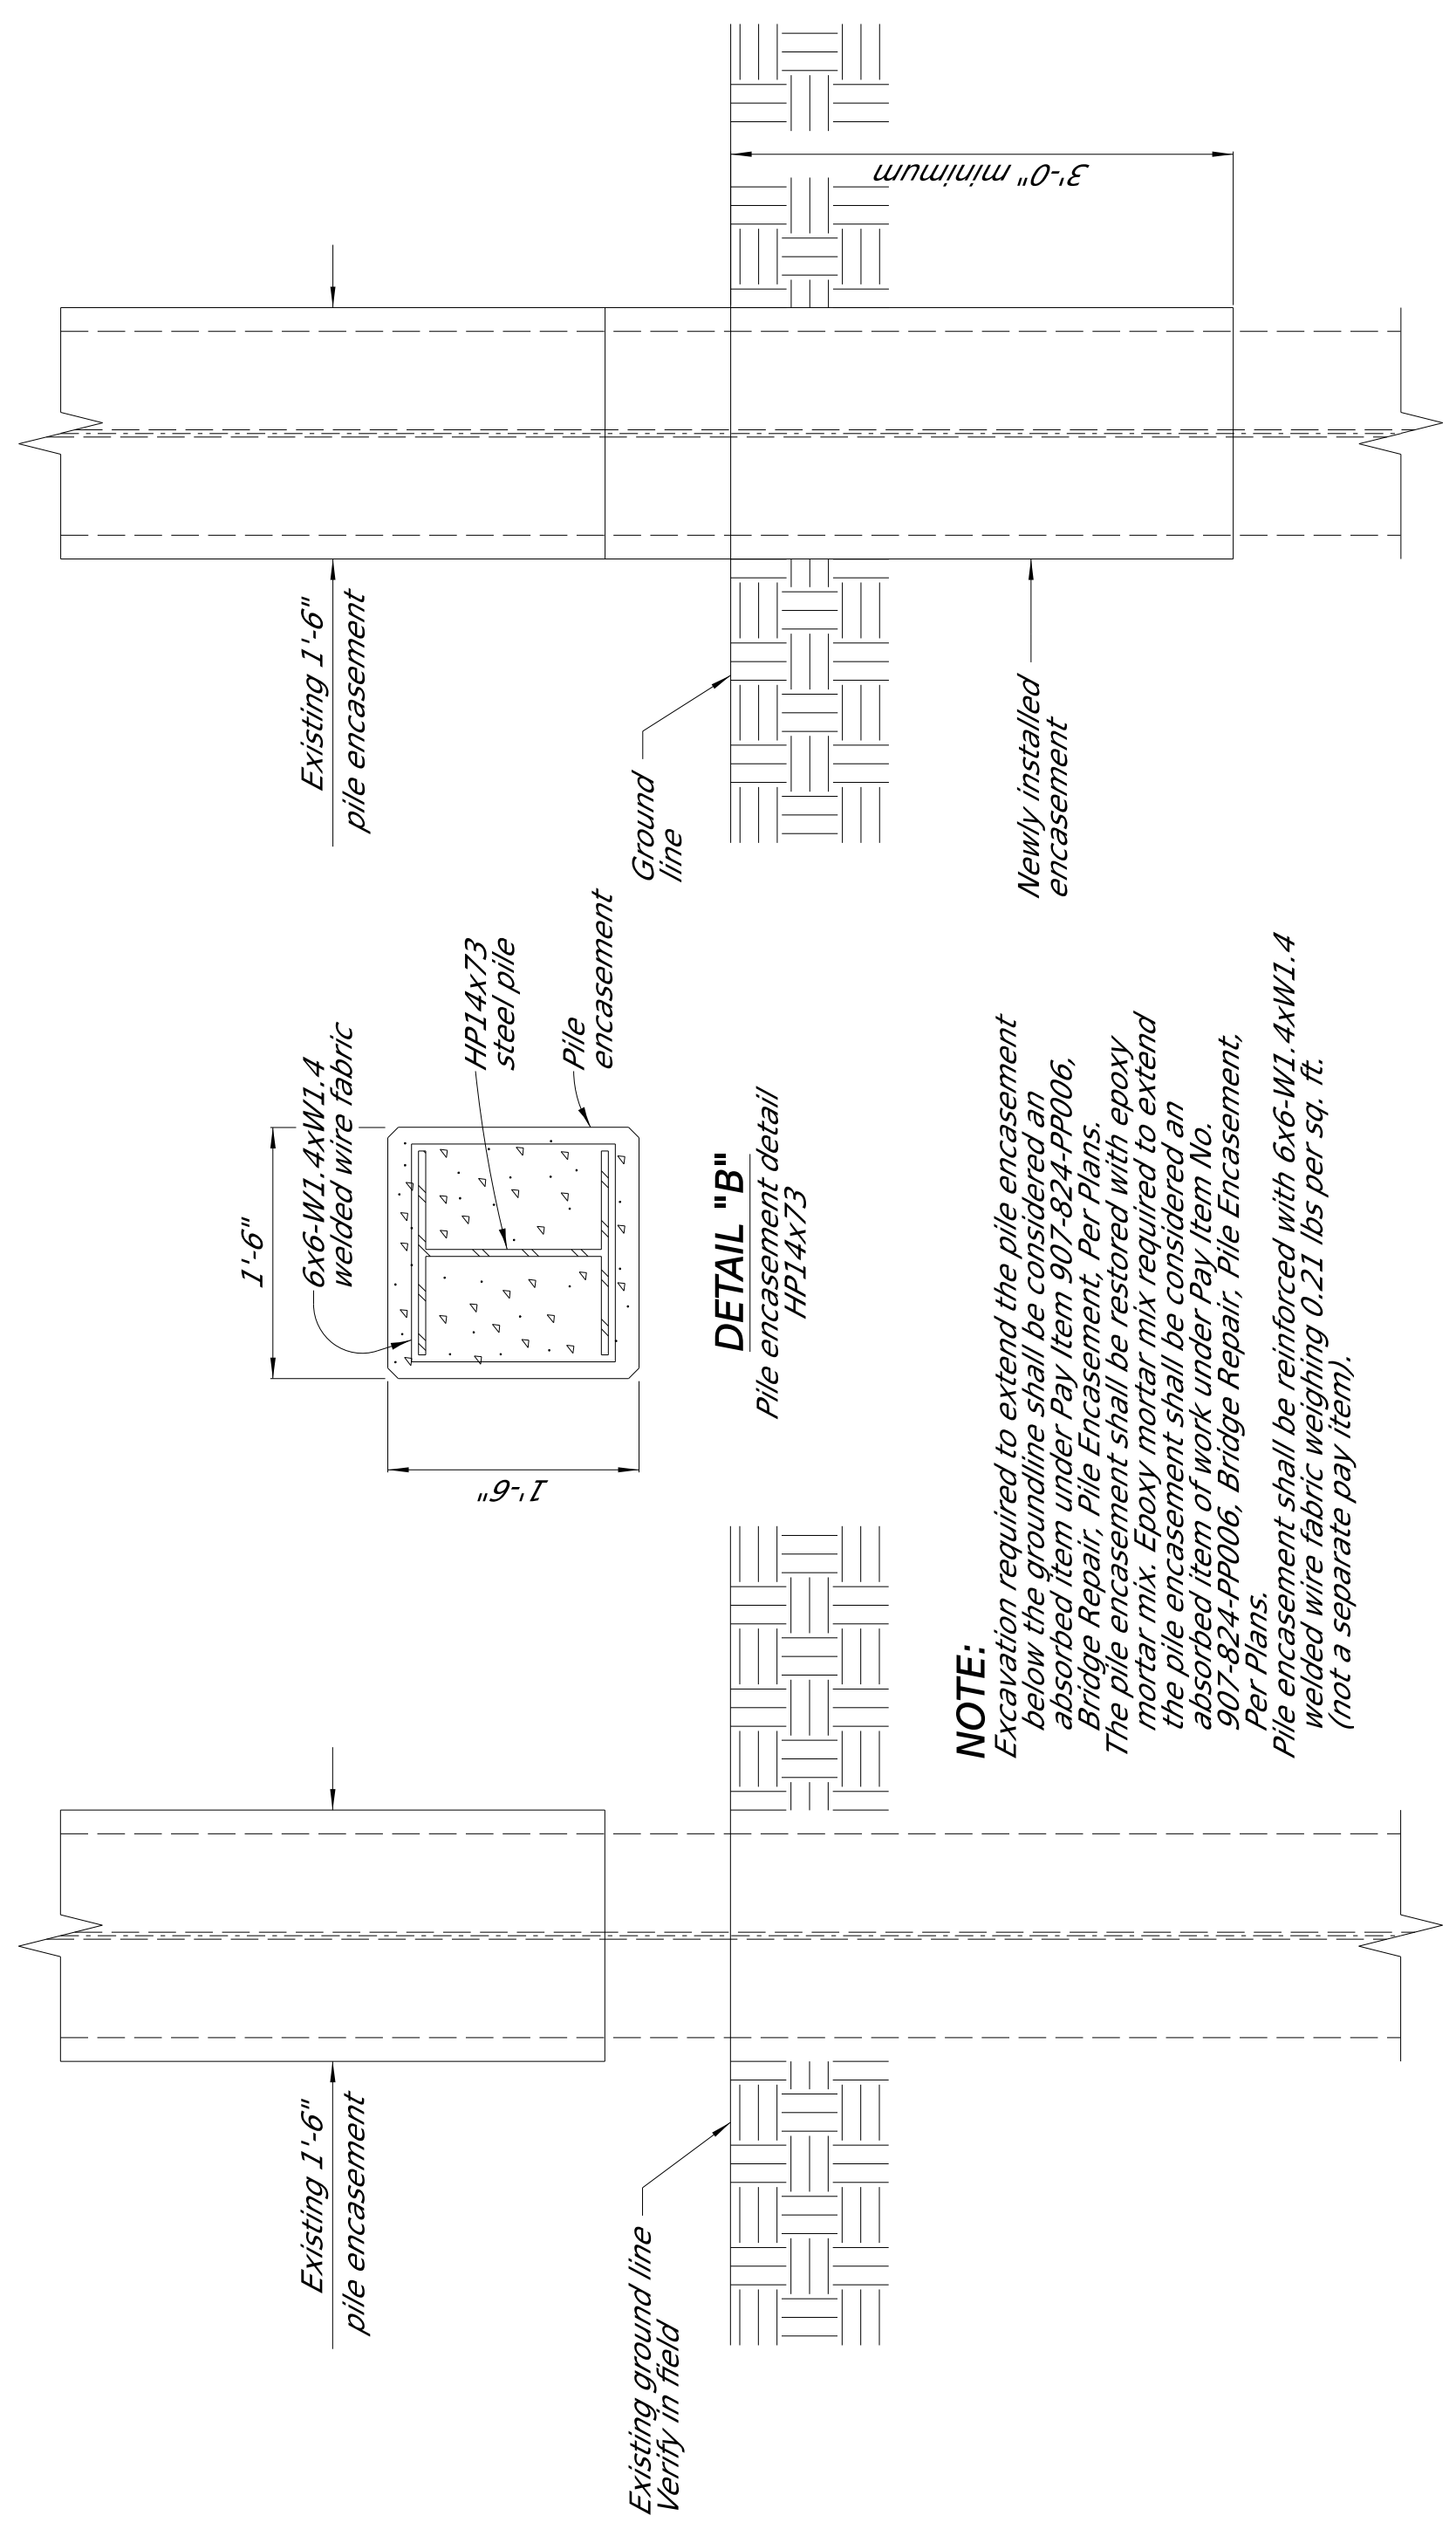 Existing 1'-6"
pile encasement
Existing ground line
Verify in field
1'-6"
6x6-W1.4xW1.4
welded wire fabric
1'-6"
HP14x73
steel pile
Pile
encasement
DETAIL "B"
Pile encasement detail
HP14x73
NOTE:
Excavation required to extend the pile encasement
below the groundline shall be considered an
absorbed item under Pay Item 907-824-PP006,
Bridge Repair, Pile Encasement, Per Plans.
The pile encasement shall be restored with epoxy
mortar mix. Epoxy mortar mix required to extend
the pile encasement shall be considered an
absorbed item of work under Pay Item No.
907-824-PP006, Bridge Repair, Pile Encasement,
Per Plans.
Pile encasement shall be reinforced with 6x6-W1.4xW1.4
welded wire fabric weighing 0.21 lbs per sq. ft.
(not a separate pay item).
Existing 1'-6"
pile encasement
Ground
line
Newly installed
encasement
3'-0" minimum